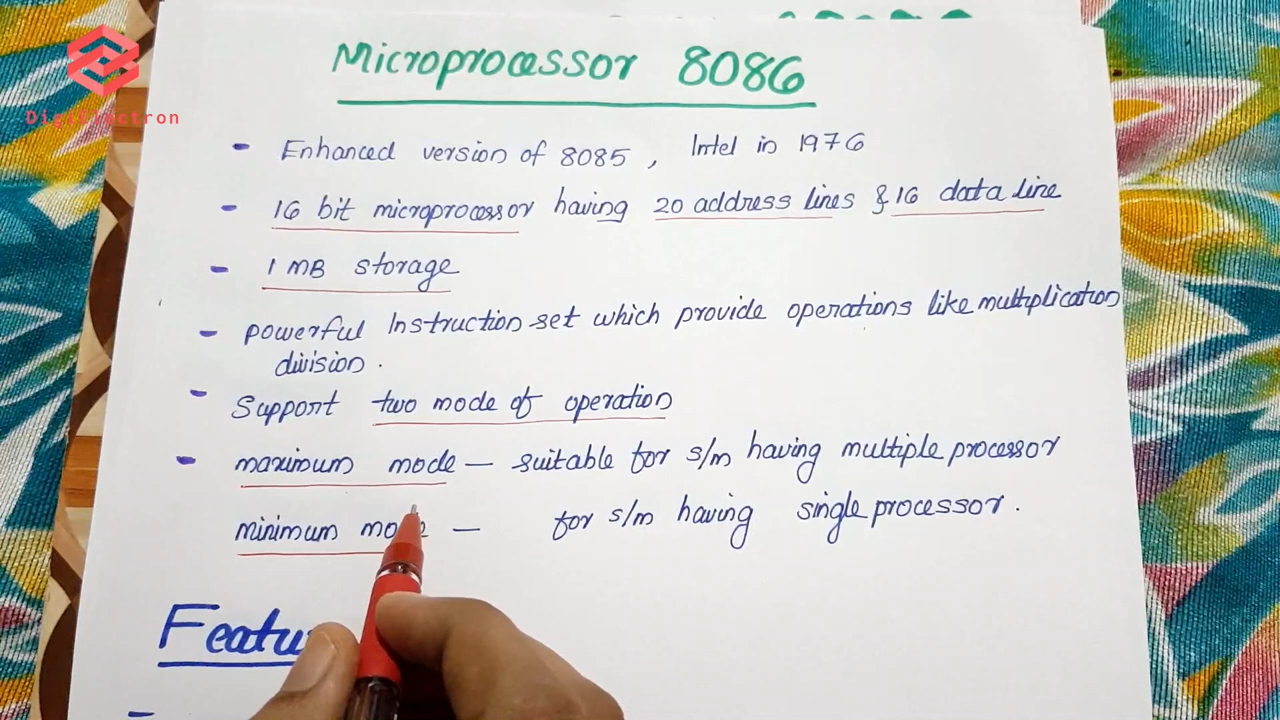 Microprocessor 8086
DigiElectron
- Enhanced version of 8085, Intel in 1976
- 16 bit microprocessor having 20 address lines & 16 data line
- 1 MB storage
- Powerful Instruction set which provide operations like multiplication
division.
- Support two mode of operation
- maximum mode — suitable for s/m having multiple processor
minimum mode — for s/m having single processor.
Featu